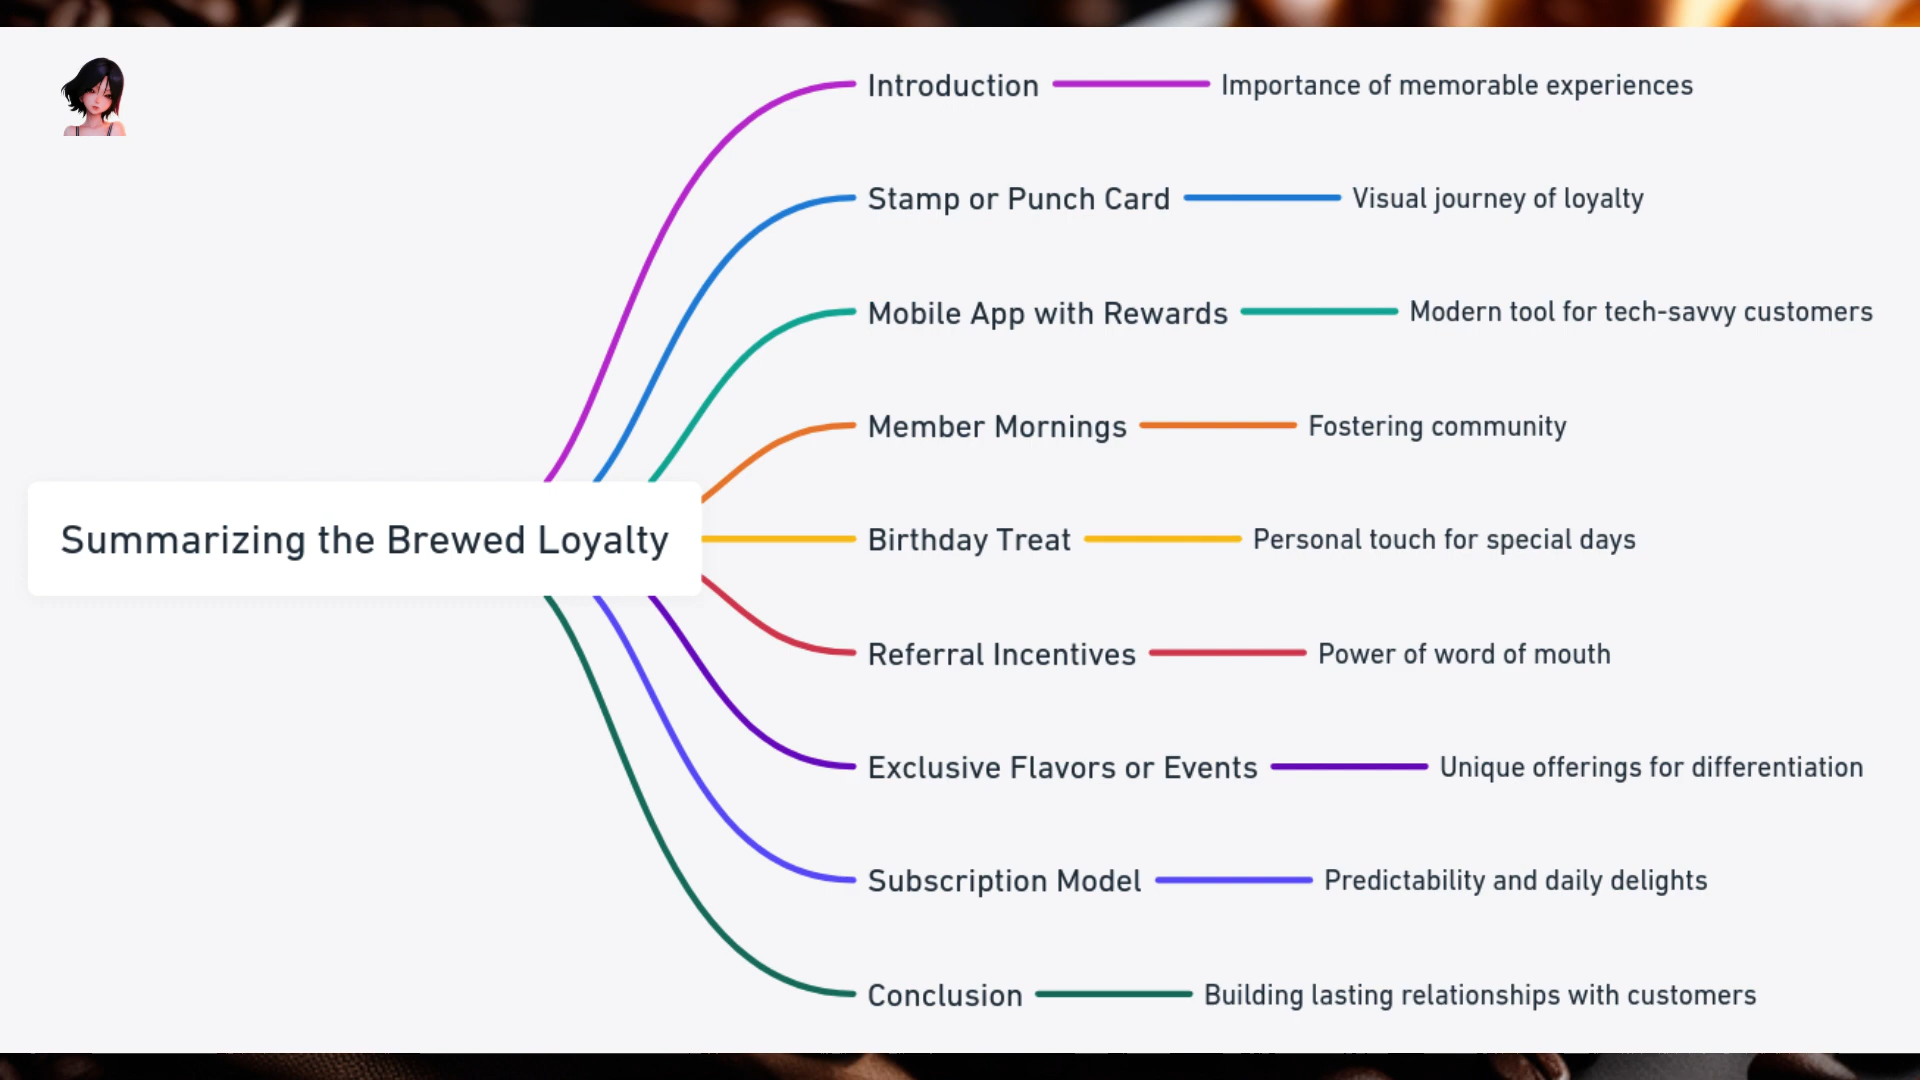 Summarizing the Brewed Loyalty
Introduction
Importance of memorable experiences
Stamp or Punch Card
Visual journey of loyalty
Mobile App with Rewards
Modern tool for tech-savvy customers
Member Mornings
Fostering community
Birthday Treat
Personal touch for special days
Referral Incentives
Power of word of mouth
Exclusive Flavors or Events
Unique offerings for differentiation
Subscription Model
Predictability and daily delights
Conclusion
Building lasting relationships with customers